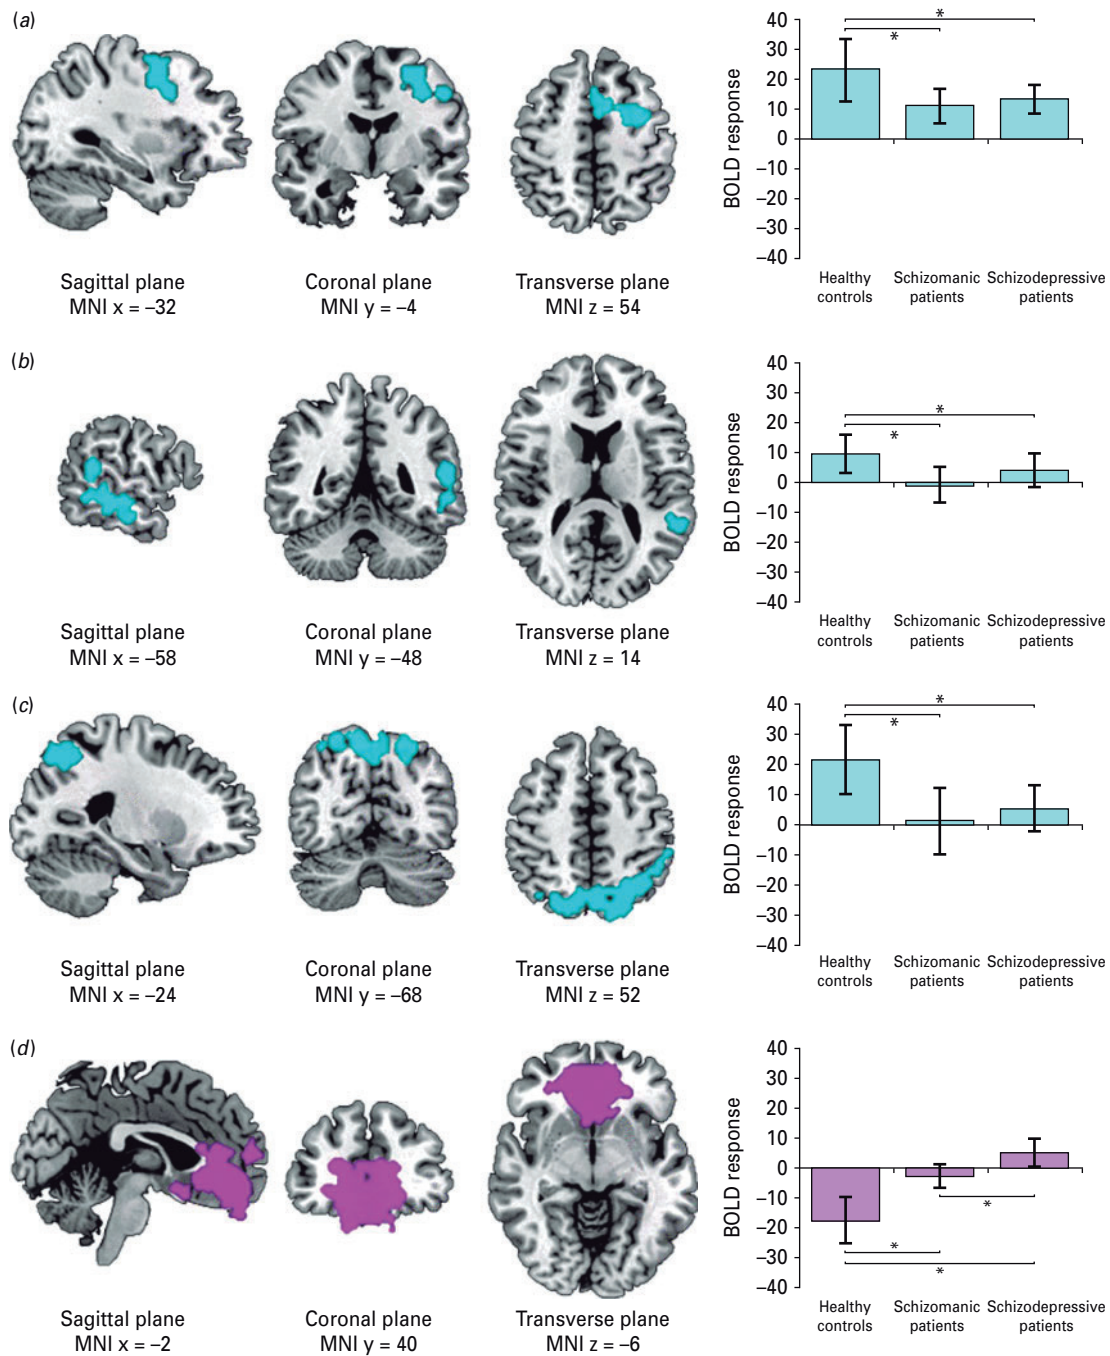 (a)
Sagittal plane
MNI x = –32
Coronal plane
MNI y = –4
Transverse plane
MNI z = 54
BOLD response
40
30
20
10
0
–10
–20
–30
–40
*
*
Healthy controls
Schizomanic patients
Schizodepressive patients
(b)
Sagittal plane
MNI x = –58
Coronal plane
MNI y = –48
Transverse plane
MNI z = 14
BOLD response
40
30
20
10
0
–10
–20
–30
–40
*
*
Healthy controls
Schizomanic patients
Schizodepressive patients
(c)
Sagittal plane
MNI x = –24
Coronal plane
MNI y = –68
Transverse plane
MNI z = 52
BOLD response
40
30
20
10
0
–10
–20
–30
–40
*
*
Healthy controls
Schizomanic patients
Schizodepressive patients
(d)
Sagittal plane
MNI x = –2
Coronal plane
MNI y = 40
Transverse plane
MNI z = –6
BOLD response
40
30
20
10
0
–10
–20
–30
–40
*
*
*
Healthy controls
Schizomanic patients
Schizodepressive patients